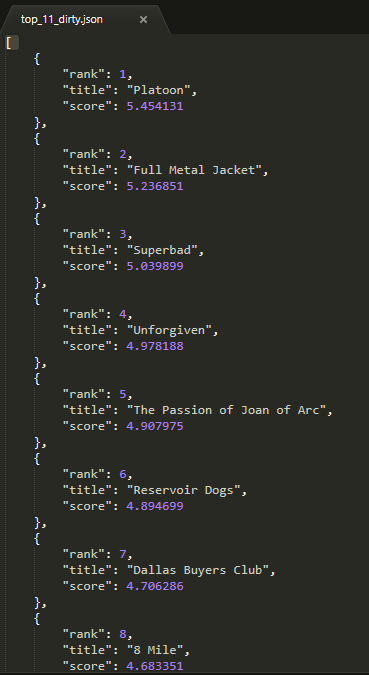 top_11_dirty.json ×
[
    {
        "rank": 1,
        "title": "Platoon",
        "score": 5.454131
    },
    {
        "rank": 2,
        "title": "Full Metal Jacket",
        "score": 5.236851
    },
    {
        "rank": 3,
        "title": "Superbad",
        "score": 5.039899
    },
    {
        "rank": 4,
        "title": "Unforgiven",
        "score": 4.978188
    },
    {
        "rank": 5,
        "title": "The Passion of Joan of Arc",
        "score": 4.907975
    },
    {
        "rank": 6,
        "title": "Reservoir Dogs",
        "score": 4.894699
    },
    {
        "rank": 7,
        "title": "Dallas Buyers Club",
        "score": 4.706286
    },
    {
        "rank": 8,
        "title": "8 Mile",
        "score": 4.683351